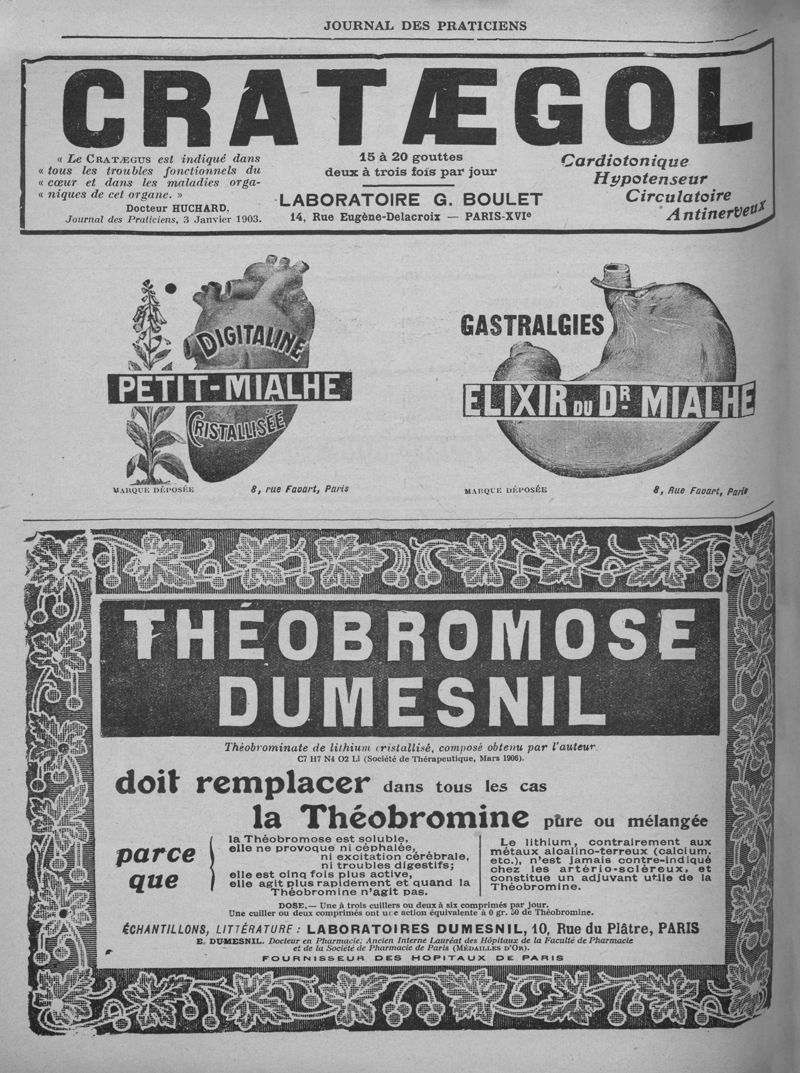 JOURNAL DES PRATICIENS
CRATÆGOL
« Le CRATÆGUS est indiqué dans
« tous les troubles fonctionnels du
« cœur et dans les maladies orga-
« niques de cet organe. »
Docteur HUCHARD.
Journal des Praticiens, 3 Janvier 1903.
15 à 20 gouttes
deux à trois fois par jour
LABORATOIRE G. BOULET
14, Rue Eugène-Delacroix — PARIS-XVIe
Cardiotonique
Hypotenseur
Circulatoire
Antinerveux
DIGITALINE
PETIT-MIALHE
CRISTALLISÉE
MARQUE DÉPOSÉE
8, rue Favart, Paris
GASTRALGIES
ELIXIR DU DR MIALHE
MARQUE DÉPOSÉE
8, Rue Favart, Paris
THÉOBROMOSE
DUMESNIL
Théobrominate de lithium cristallisé, composé obtenu par l'auteur
C7 H7 N4 O2 Li (Société de Thérapeutique, Mars 1906).
doit remplacer dans tous les cas
la Théobromine pure ou mélangée
parce
que
la Théobromose est soluble,
elle ne provoque ni céphalée,
ni excitation cérébrale,
ni troubles digestifs;
elle est cinq fois plus active,
elle agit plus rapidement et quand la
Théobromine n'agit pas.
Le lithium, contrairement aux
métaux alcalino-terreux (calcium.
etc.), n'est jamais contre-indiqué
chez les artério-scléreux, et
constitue un adjuvant utile de la
Théobromine.
DOSE.— Une à trois cuillers ou deux à six comprimés par jour.
Une cuiller ou deux comprimés ont une action équivalente à 0 gr. 50 de Théobromine.
ÉCHANTILLONS, LITTÉRATURE : LABORATOIRES DUMESNIL, 10, Rue du Plâtre, PARIS
E. DUMESNIL. Docteur en Pharmacie; Ancien Interne Lauréat des Hôpitaux de la Faculté de Pharmacie
et de la Société de Pharmacie de Paris (MÉDAILLES D'OR).
FOURNISSEUR DES HOPITAUX DE PARIS